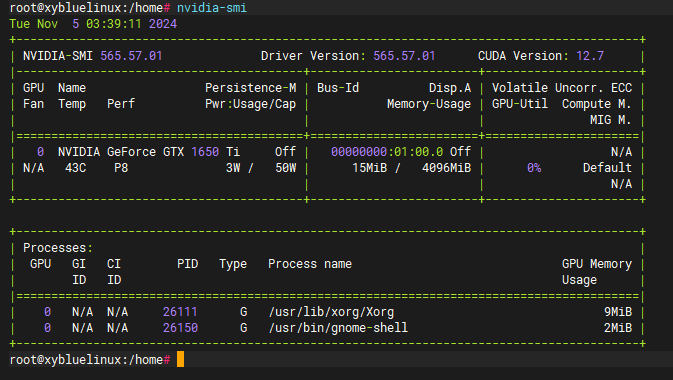 root@xybluelinux:/home# nvidia-smi
Tue Nov  5 03:39:11 2024
+-----------------------------------------------------------------------------------------+
| NVIDIA-SMI 565.57.01              Driver Version: 565.57.01      CUDA Version: 12.7     |
|-----------------------------------------+------------------------+----------------------+
| GPU  Name                 Persistence-M | Bus-Id          Disp.A | Volatile Uncorr. ECC |
| Fan  Temp   Perf          Pwr:Usage/Cap |           Memory-Usage | GPU-Util  Compute M. |
|                                         |                        |               MIG M. |
|=========================================+========================+======================|
|   0  NVIDIA GeForce GTX 1650 Ti     Off |   00000000:01:00.0 Off |                  N/A |
| N/A   43C    P8              3W /   50W |      15MiB /   4096MiB |      0%      Default |
|                                         |                        |                  N/A |
+-----------------------------------------+------------------------+----------------------+

+-----------------------------------------------------------------------------------------+
| Processes:                                                                              |
|  GPU   GI   CI        PID   Type   Process name                              GPU Memory |
|        ID   ID                                                               Usage      |
|=========================================================================================|
|    0   N/A  N/A     26111      G   /usr/lib/xorg/Xorg                              9MiB |
|    0   N/A  N/A     26150      G   /usr/bin/gnome-shell                            2MiB |
+-----------------------------------------------------------------------------------------+
root@xybluelinux:/home#